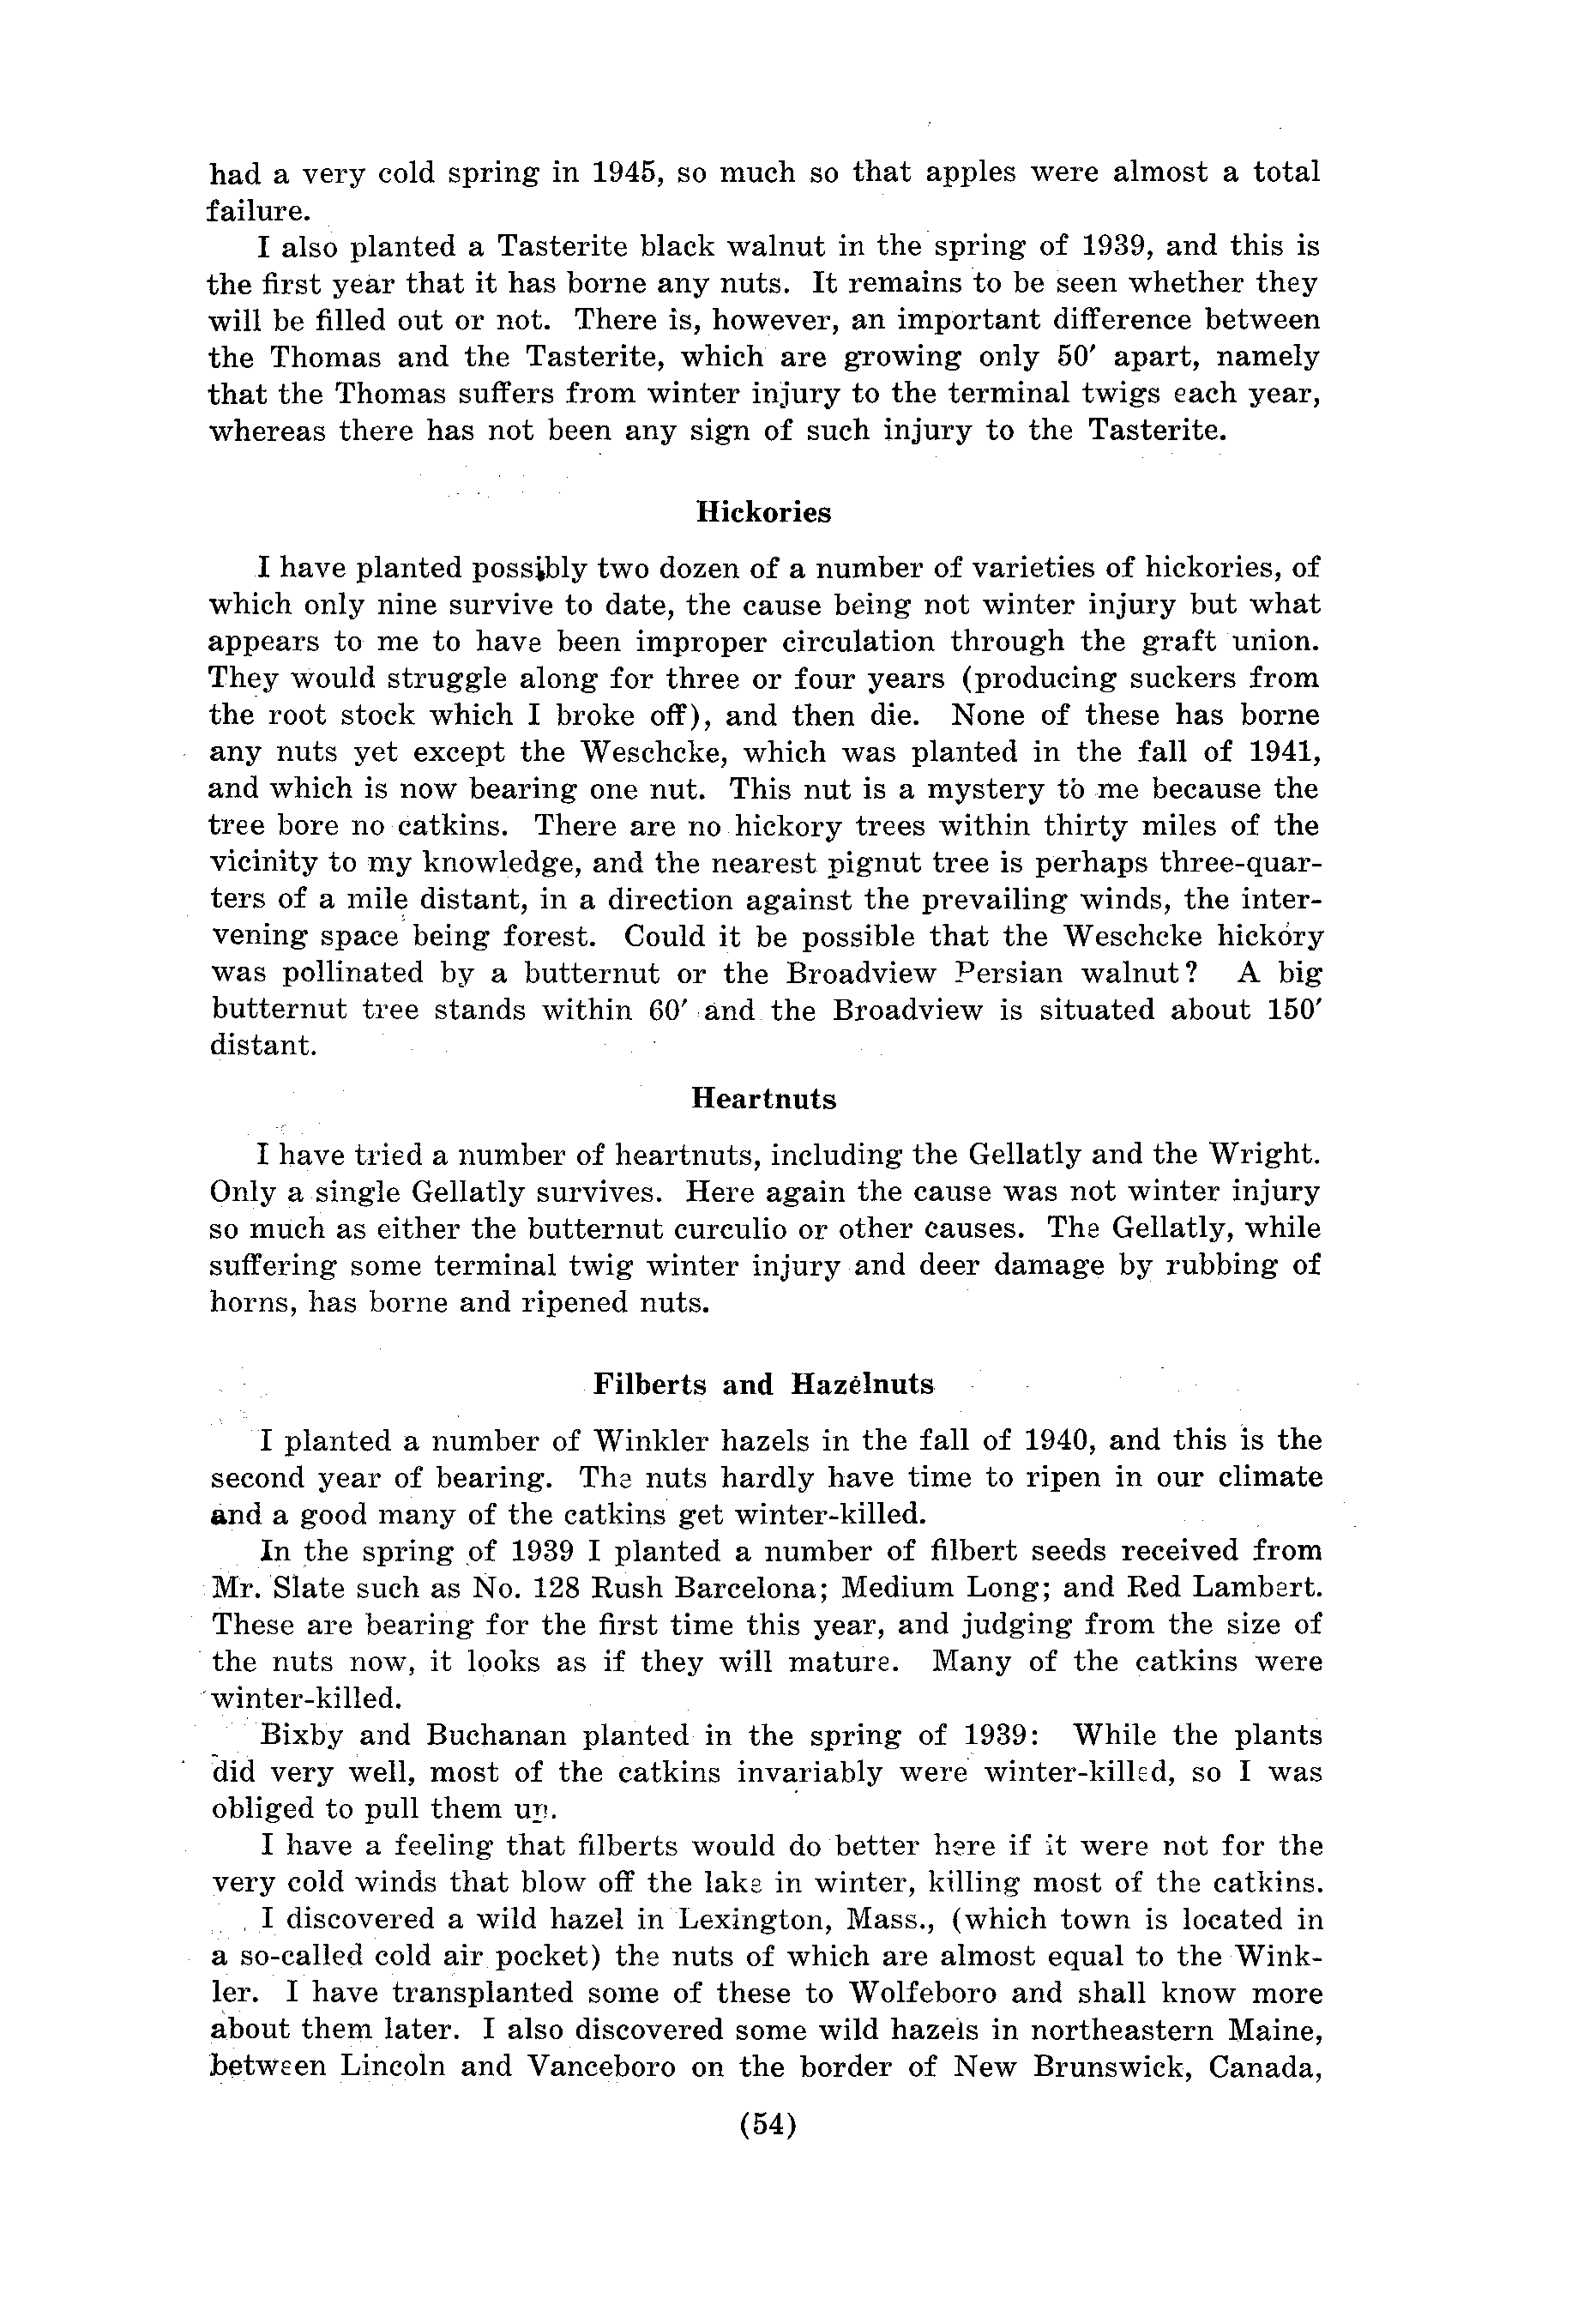 had a very cold spring in 1945, so much so that apples were almost a total
failure.
I also planted a Tasterite black walnut in the spring of 1939, and this is
the first year that it has borne any nuts. It remains to be seen whether they
will be filled out or not. There is, however, an important difference between
the Thomas and the Tasterite, which are growing only 50' apart, namely
that the Thomas suffers from winter injury to the terminal twigs each year,
whereas there has not been any sign of such injury to the Tasterite.
Hickories
I have planted possibly two dozen of a number of varieties of hickories, of
which only nine survive to date, the cause being not winter injury but what
appears to me to have been improper circulation through the graft union.
They would struggle along for three or four years (producing suckers from
the root stock which I broke off), and then die. None of these has borne
any nuts yet except the Weschcke, which was planted in the fall of 1941,
and which is now bearing one nut. This nut is a mystery to me because the
tree bore no catkins. There are no hickory trees within thirty miles of the
vicinity to my knowledge, and the nearest pignut tree is perhaps three-quar-
ters of a mile distant, in a direction against the prevailing winds, the inter-
vening space being forest. Could it be possible that the Weschcke hickory
was pollinated by a butternut or the Broadview Persian walnut? A big
butternut tree stands within 60' and the Broadview is situated about 150'
distant.
Heartnuts
I have tried a number of heartnuts, including the Gellatly and the Wright.
Only a single Gellatly survives. Here again the cause was not winter injury
so much as either the butternut curculio or other causes. The Gellatly, while
suffering some terminal twig winter injury and deer damage by rubbing of
horns, has borne and ripened nuts.
Filberts and Hazelnuts
I planted a number of Winkler hazels in the fall of 1940, and this is the
second year of bearing. The nuts hardly have time to ripen in our climate
and a good many of the catkins get winter-killed.
In the spring of 1939 I planted a number of filbert seeds received from
Mr. Slate such as No. 128 Rush Barcelona; Medium Long; and Red Lambert.
These are bearing for the first time this year, and judging from the size of
the nuts now, it looks as if they will mature. Many of the catkins were
winter-killed.
Bixby and Buchanan planted in the spring of 1939: While the plants
did very well, most of the catkins invariably were winter-killed, so I was
obliged to pull them up.
I have a feeling that filberts would do better here if it were not for the
very cold winds that blow off the lake in winter, killing most of the catkins.
I discovered a wild hazel in Lexington, Mass., (which town is located in
a so-called cold air pocket) the nuts of which are almost equal to the Wink-
ler. I have transplanted some of these to Wolfeboro and shall know more
about them later. I also discovered some wild hazels in northeastern Maine,
between Lincoln and Vanceboro on the border of New Brunswick, Canada,
(54)